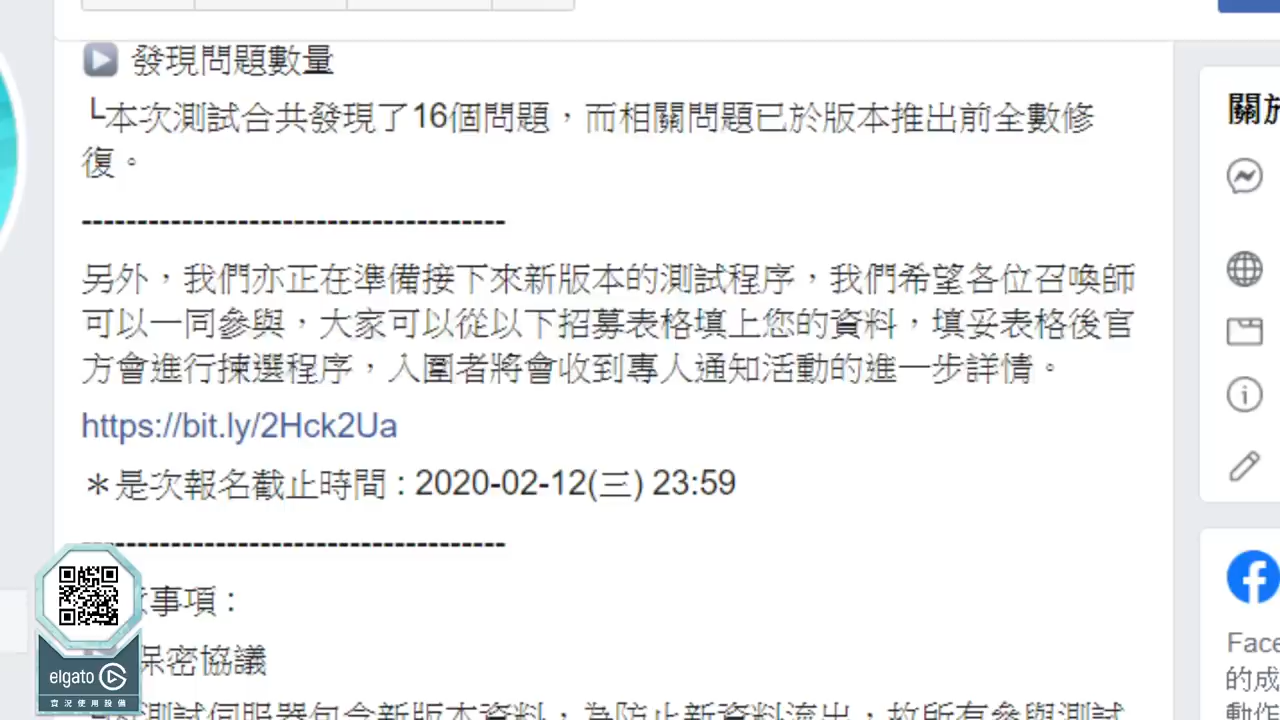 發現問題數量
└本次測試合共發現了16個問題，而相關問題已於版本推出前全數修
復。
--------------------------------------
另外，我們亦正在準備接下來新版本的測試程序，我們希望各位召喚師
可以一同參與，大家可以從以下招募表格填上您的資料，填妥表格後官
方會進行揀選程序，入圍者將會收到專人通知活動的進一步詳情。
https://bit.ly/2Hck2Ua
＊是次報名截止時間：2020-02-12(三) 23:59
--------------------------------------
事項：
保密協議
測試伺服器包含新版本資料，為防止新資料流出，故所有參與測試
關於
Face
的成
動作
elgato
實況使用設備